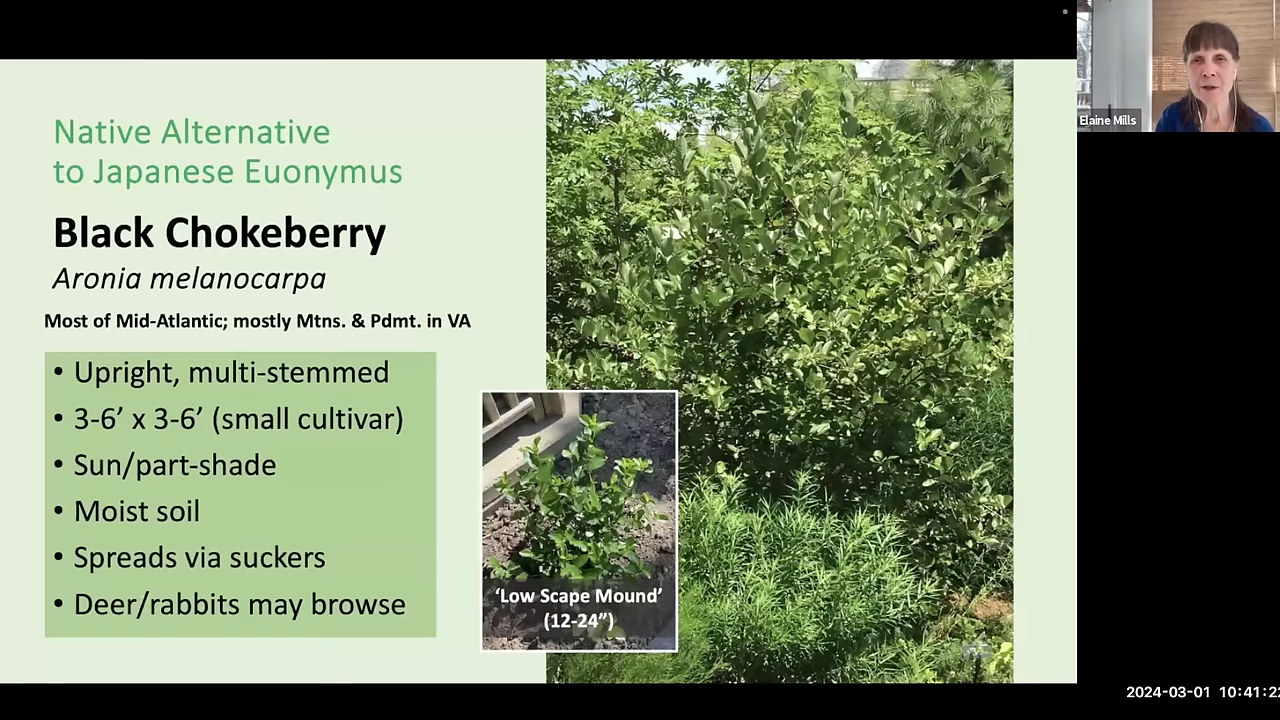 Native Alternative
to Japanese Euonymus
Black Chokeberry
Aronia melanocarpa
Most of Mid-Atlantic; mostly Mtns. & Pdmt. in VA
• Upright, multi-stemmed
• 3-6’ x 3-6’ (small cultivar)
• Sun/part-shade
• Moist soil
• Spreads via suckers
• Deer/rabbits may browse
‘Low Scape Mound’
(12-24”)
Elaine Mills
2024-03-01 10:41:22